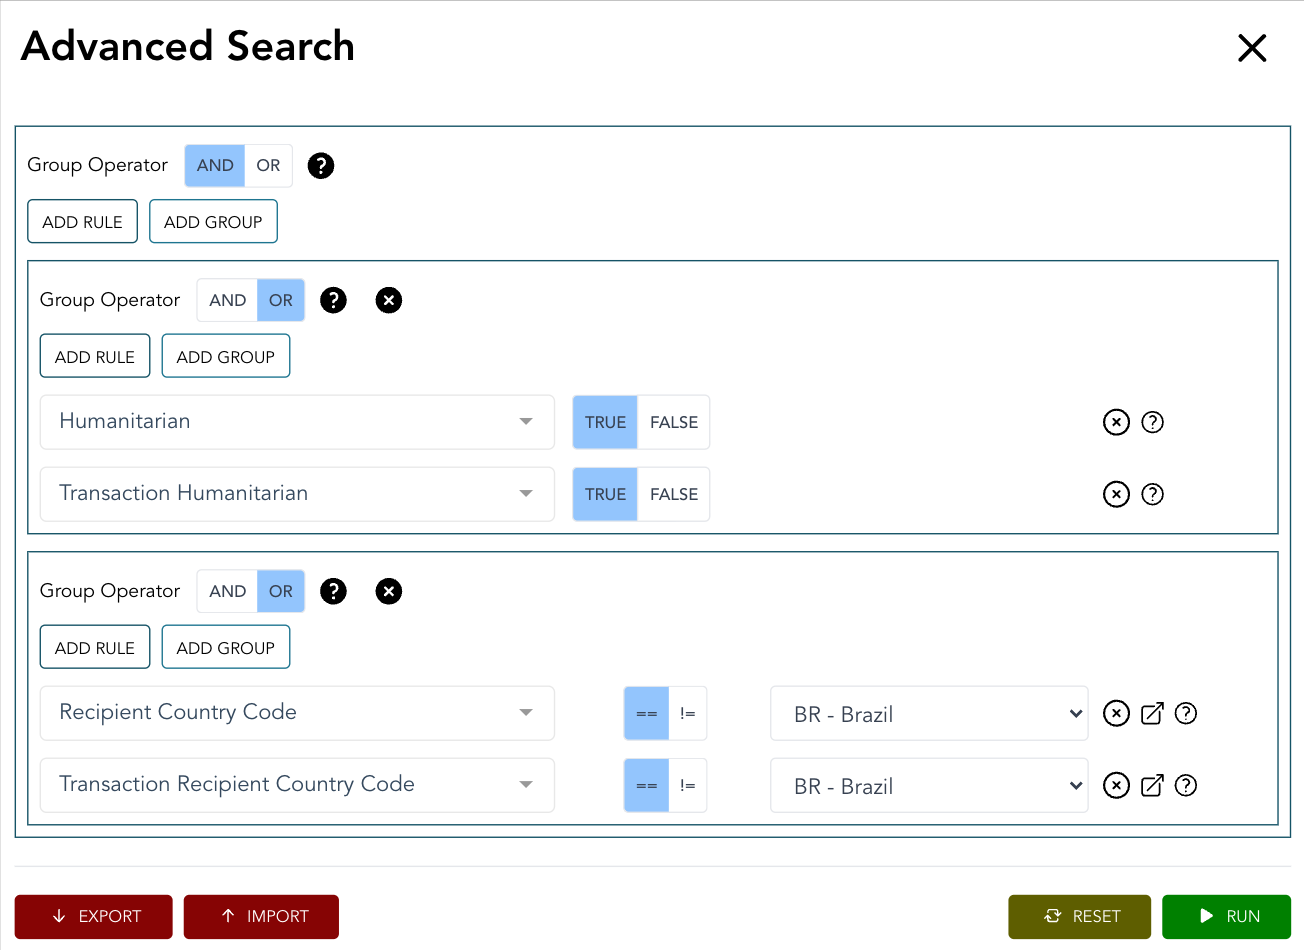 Advanced Search
Group Operator AND OR ?
ADD RULE ADD GROUP
Group Operator AND OR ?
ADD RULE ADD GROUP
Humanitarian TRUE FALSE ?
Transaction Humanitarian TRUE FALSE ?
Group Operator AND OR ?
ADD RULE ADD GROUP
Recipient Country Code == != BR - Brazil ?
Transaction Recipient Country Code == != BR - Brazil ?
EXPORT IMPORT RESET RUN